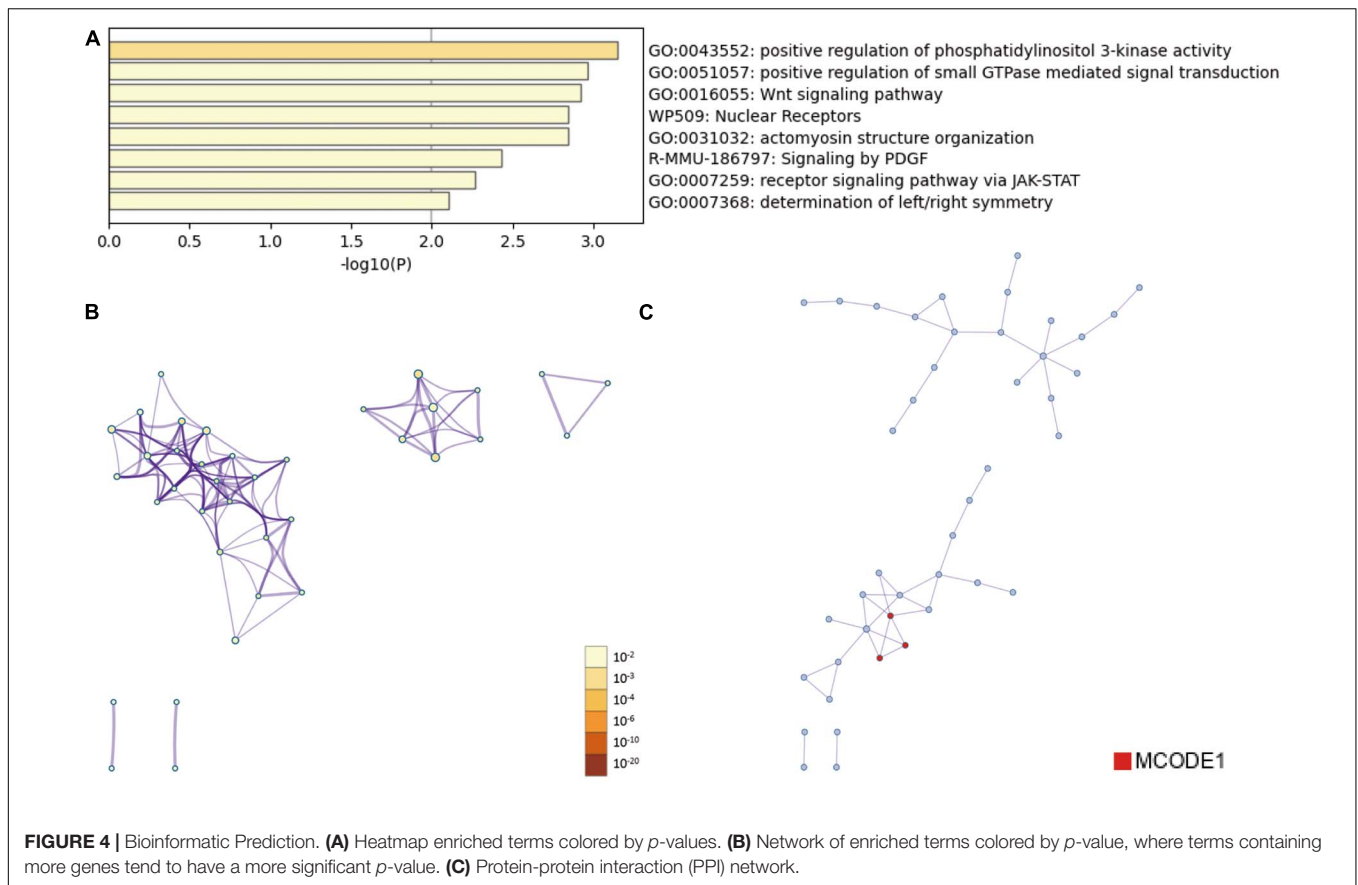 A
GO:0043552: positive regulation of phosphatidylinositol 3-kinase activity
GO:0051057: positive regulation of small GTPase mediated signal transduction
GO:0016055: Wnt signaling pathway
WP509: Nuclear Receptors
GO:0031032: actomyosin structure organization
R-MMU-186797: Signaling by PDGF
GO:0007259: receptor signaling pathway via JAK-STAT
GO:0007368: determination of left/right symmetry
0.0 0.5 1.0 1.5 2.0 2.5 3.0
-log10(P)
B
C
10-2
10-3
10-4
10-6
10-10
10-20
MCODE1
FIGURE 4 | Bioinformatic Prediction. (A) Heatmap enriched terms colored by p-values. (B) Network of enriched terms colored by p-value, where terms containing
more genes tend to have a more significant p-value. (C) Protein-protein interaction (PPI) network.